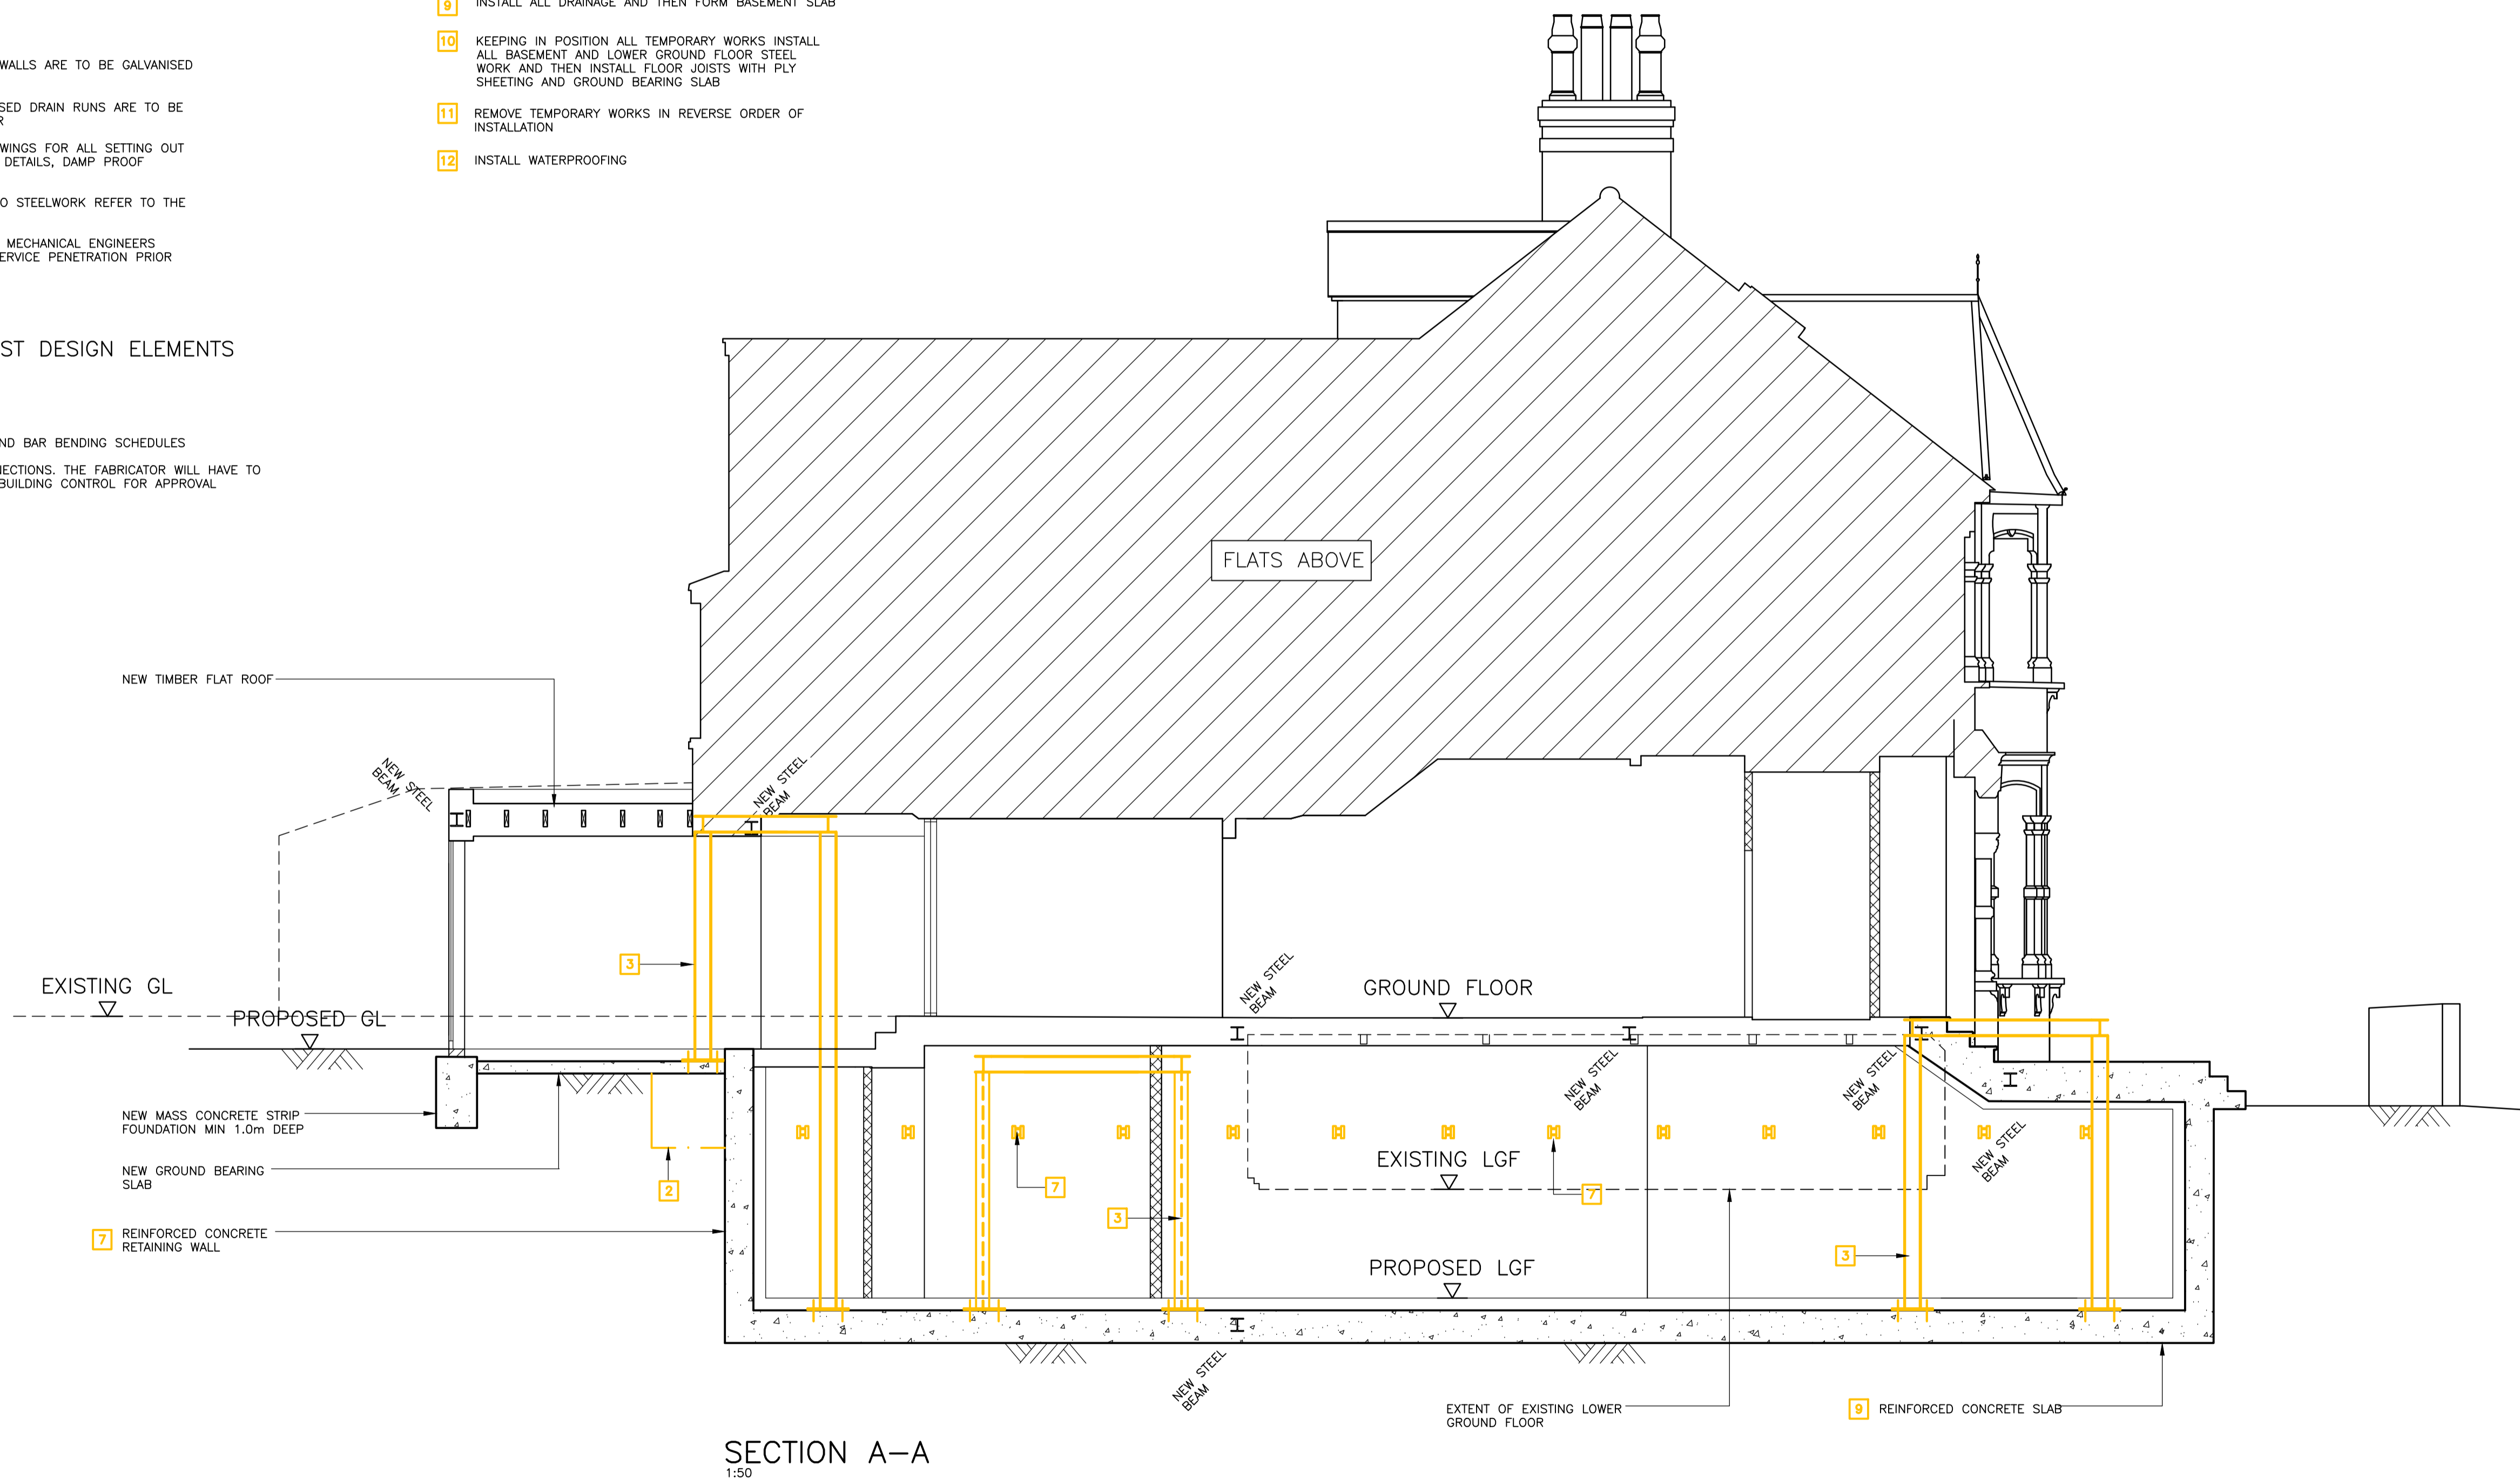 WALLS ARE TO BE GALVANISED
SED DRAIN RUNS ARE TO BE
R
WINGS FOR ALL SETTING OUT
DETAILS, DAMP PROOF
O STEELWORK REFER TO THE
MECHANICAL ENGINEERS
ERVICE PENETRATION PRIOR
ST DESIGN ELEMENTS
ND BAR BENDING SCHEDULES
NECTIONS. THE FABRICATOR WILL HAVE TO
BUILDING CONTROL FOR APPROVAL
9 INSTALL ALL DRAINAGE AND THEN FORM BASEMENT SLAB
10 KEEPING IN POSITION ALL TEMPORARY WORKS INSTALL
ALL BASEMENT AND LOWER GROUND FLOOR STEEL
WORK AND THEN INSTALL FLOOR JOISTS WITH PLY
SHEETING AND GROUND BEARING SLAB
11 REMOVE TEMPORARY WORKS IN REVERSE ORDER OF
INSTALLATION
12 INSTALL WATERPROOFING
FLATS ABOVE
NEW TIMBER FLAT ROOF
NEW STEEL
BEAM
NEW STEEL
BEAM
3
EXISTING GL
PROPOSED GL
NEW STEEL
BEAM
GROUND FLOOR
NEW STEEL
BEAM
NEW STEEL
BEAM
NEW MASS CONCRETE STRIP
FOUNDATION MIN 1.0m DEEP
NEW GROUND BEARING
SLAB
2
7
7
EXISTING LGF
NEW STEEL
BEAM
7 REINFORCED CONCRETE
RETAINING WALL
3
3
PROPOSED LGF
NEW STEEL
BEAM
EXTENT OF EXISTING LOWER
GROUND FLOOR
9 REINFORCED CONCRETE SLAB
SECTION A-A
1:50